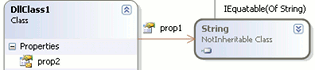 DllClass1
Class
Properties
prop2
prop1
IEquatable(Of String)
String
NotInheritable Class